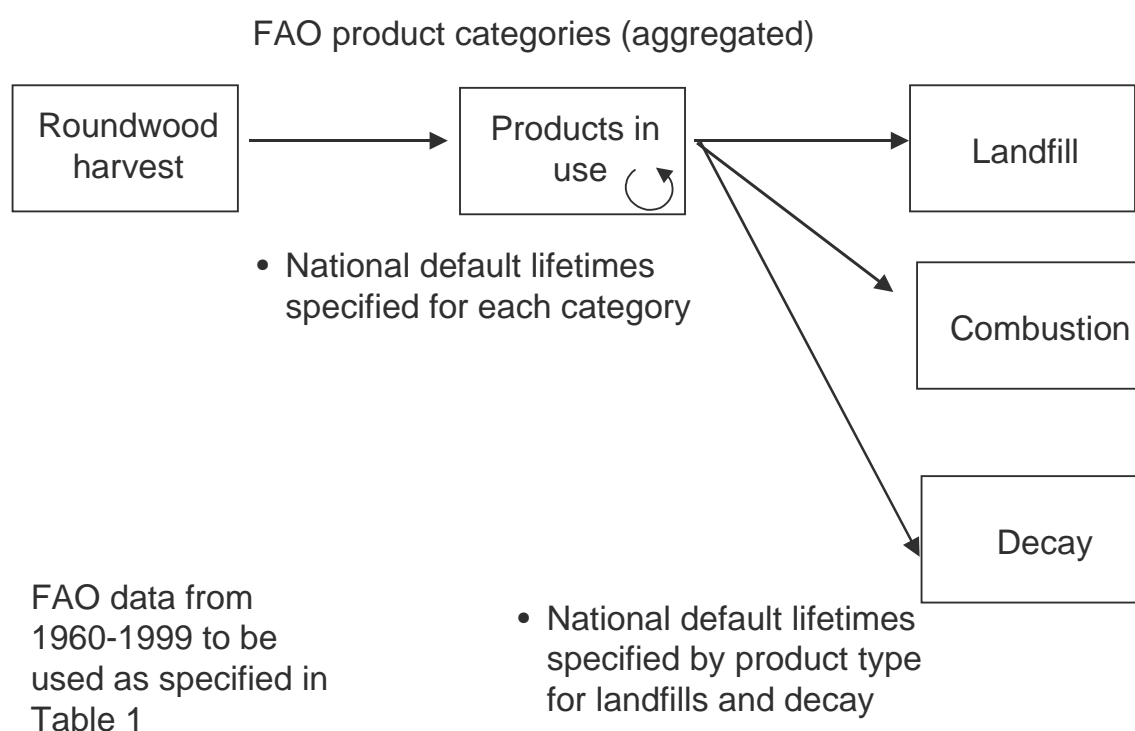 FAO product categories (aggregated)
Roundwood
harvest
Products in
use
Landfill
• National default lifetimes
specified for each category
Combustion
Decay
FAO data from
1960-1999 to be
used as specified in
Table 1
• National default lifetimes
specified by product type
for landfills and decay